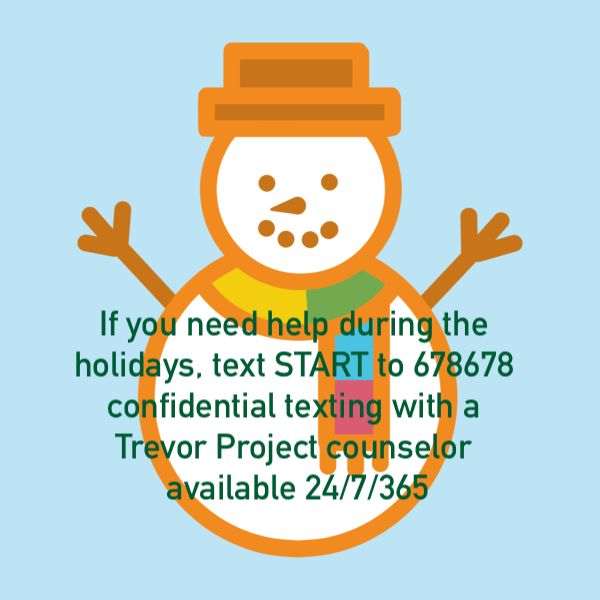 If you need help during the
holidays, text START to 678678
confidential texting with a
Trevor Project counselor
available 24/7/365